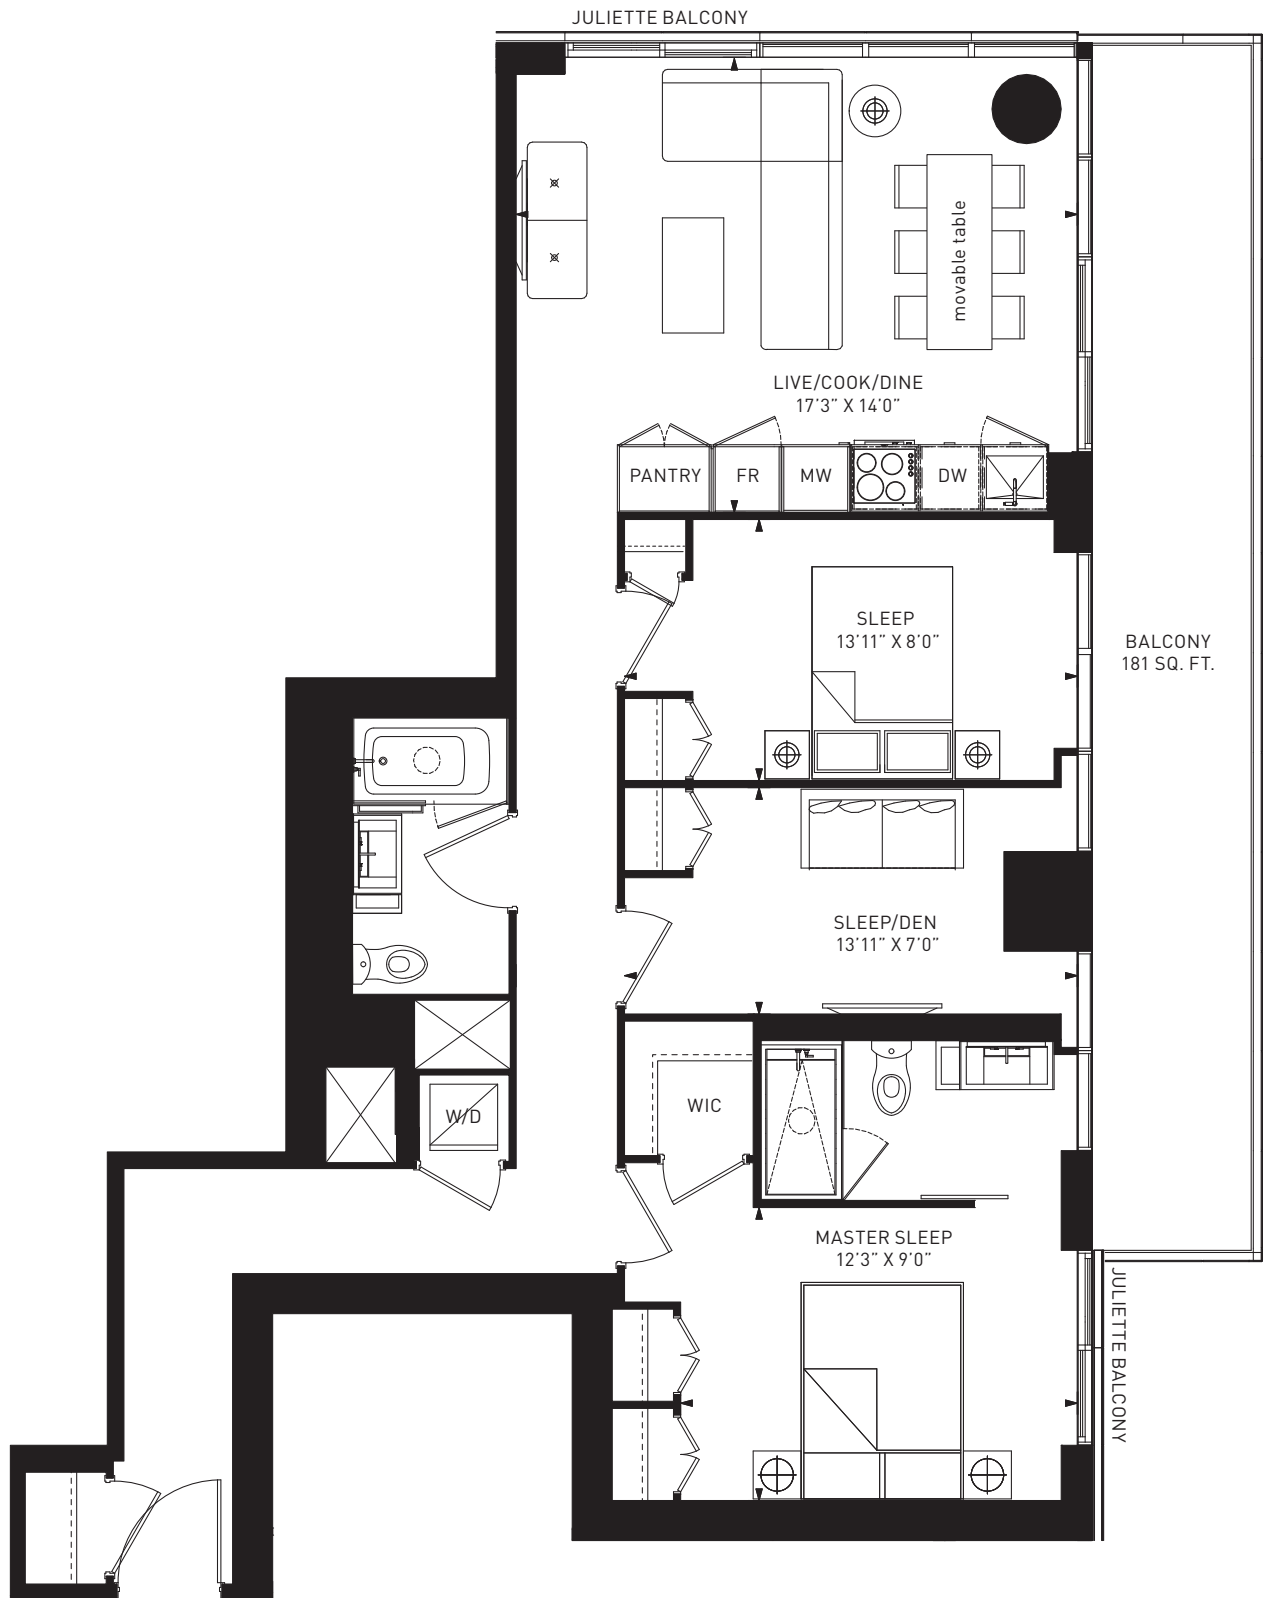 JULIETTE BALCONY
movable table
LIVE/COOK/DINE
17'3" X 14'0"
PANTRY
FR
MW
DW
SLEEP
13'11" X 8'0"
BALCONY
181 SQ. FT.
SLEEP/DEN
13'11" X 7'0"
W/D
WIC
MASTER SLEEP
12'3" X 9'0"
JULIETTE BALCONY